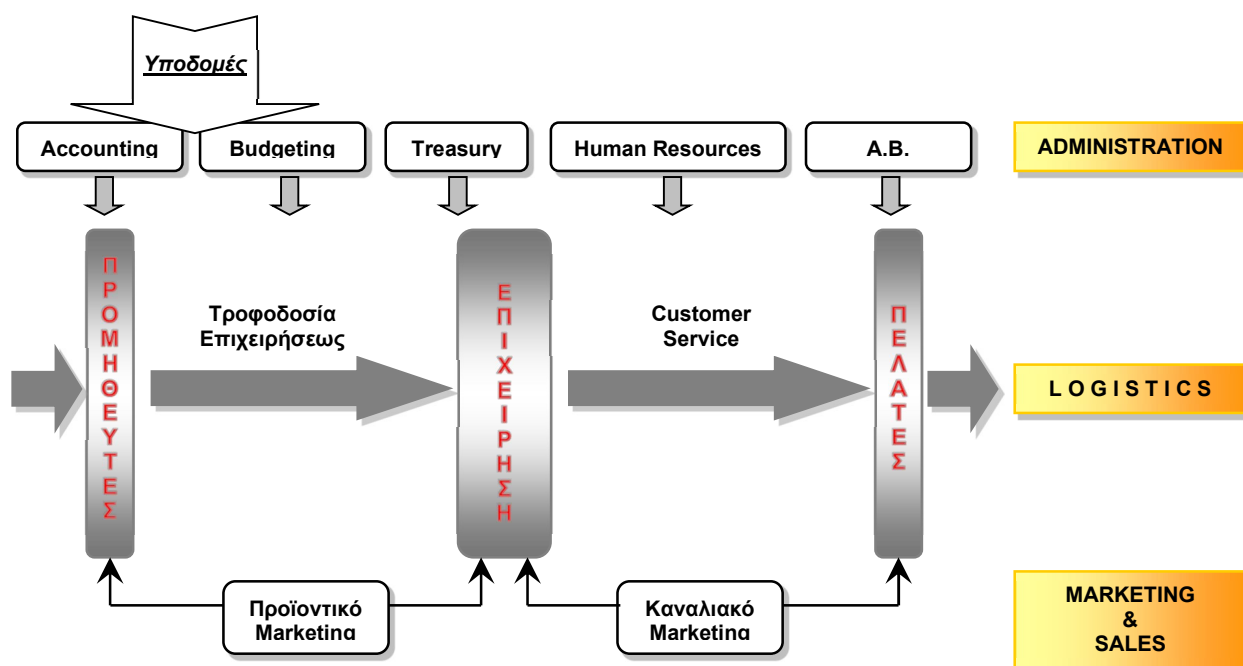 Υποδομές
Accounting
Budgeting
Treasury
Human Resources
A.B.
ADMINISTRATION
ΠΡΟΜΗΘΕΥΤΕΣ
Τροφοδοσία
Επιχειρήσεως
ΕΠΙΧΕΙΡΗΣΗ
Customer
Service
ΠΕΛΑΤΕΣ
L O G I S T I C S
Προϊοντικό
Marketing
Καναλιακό
Marketing
MARKETING
&
SALES